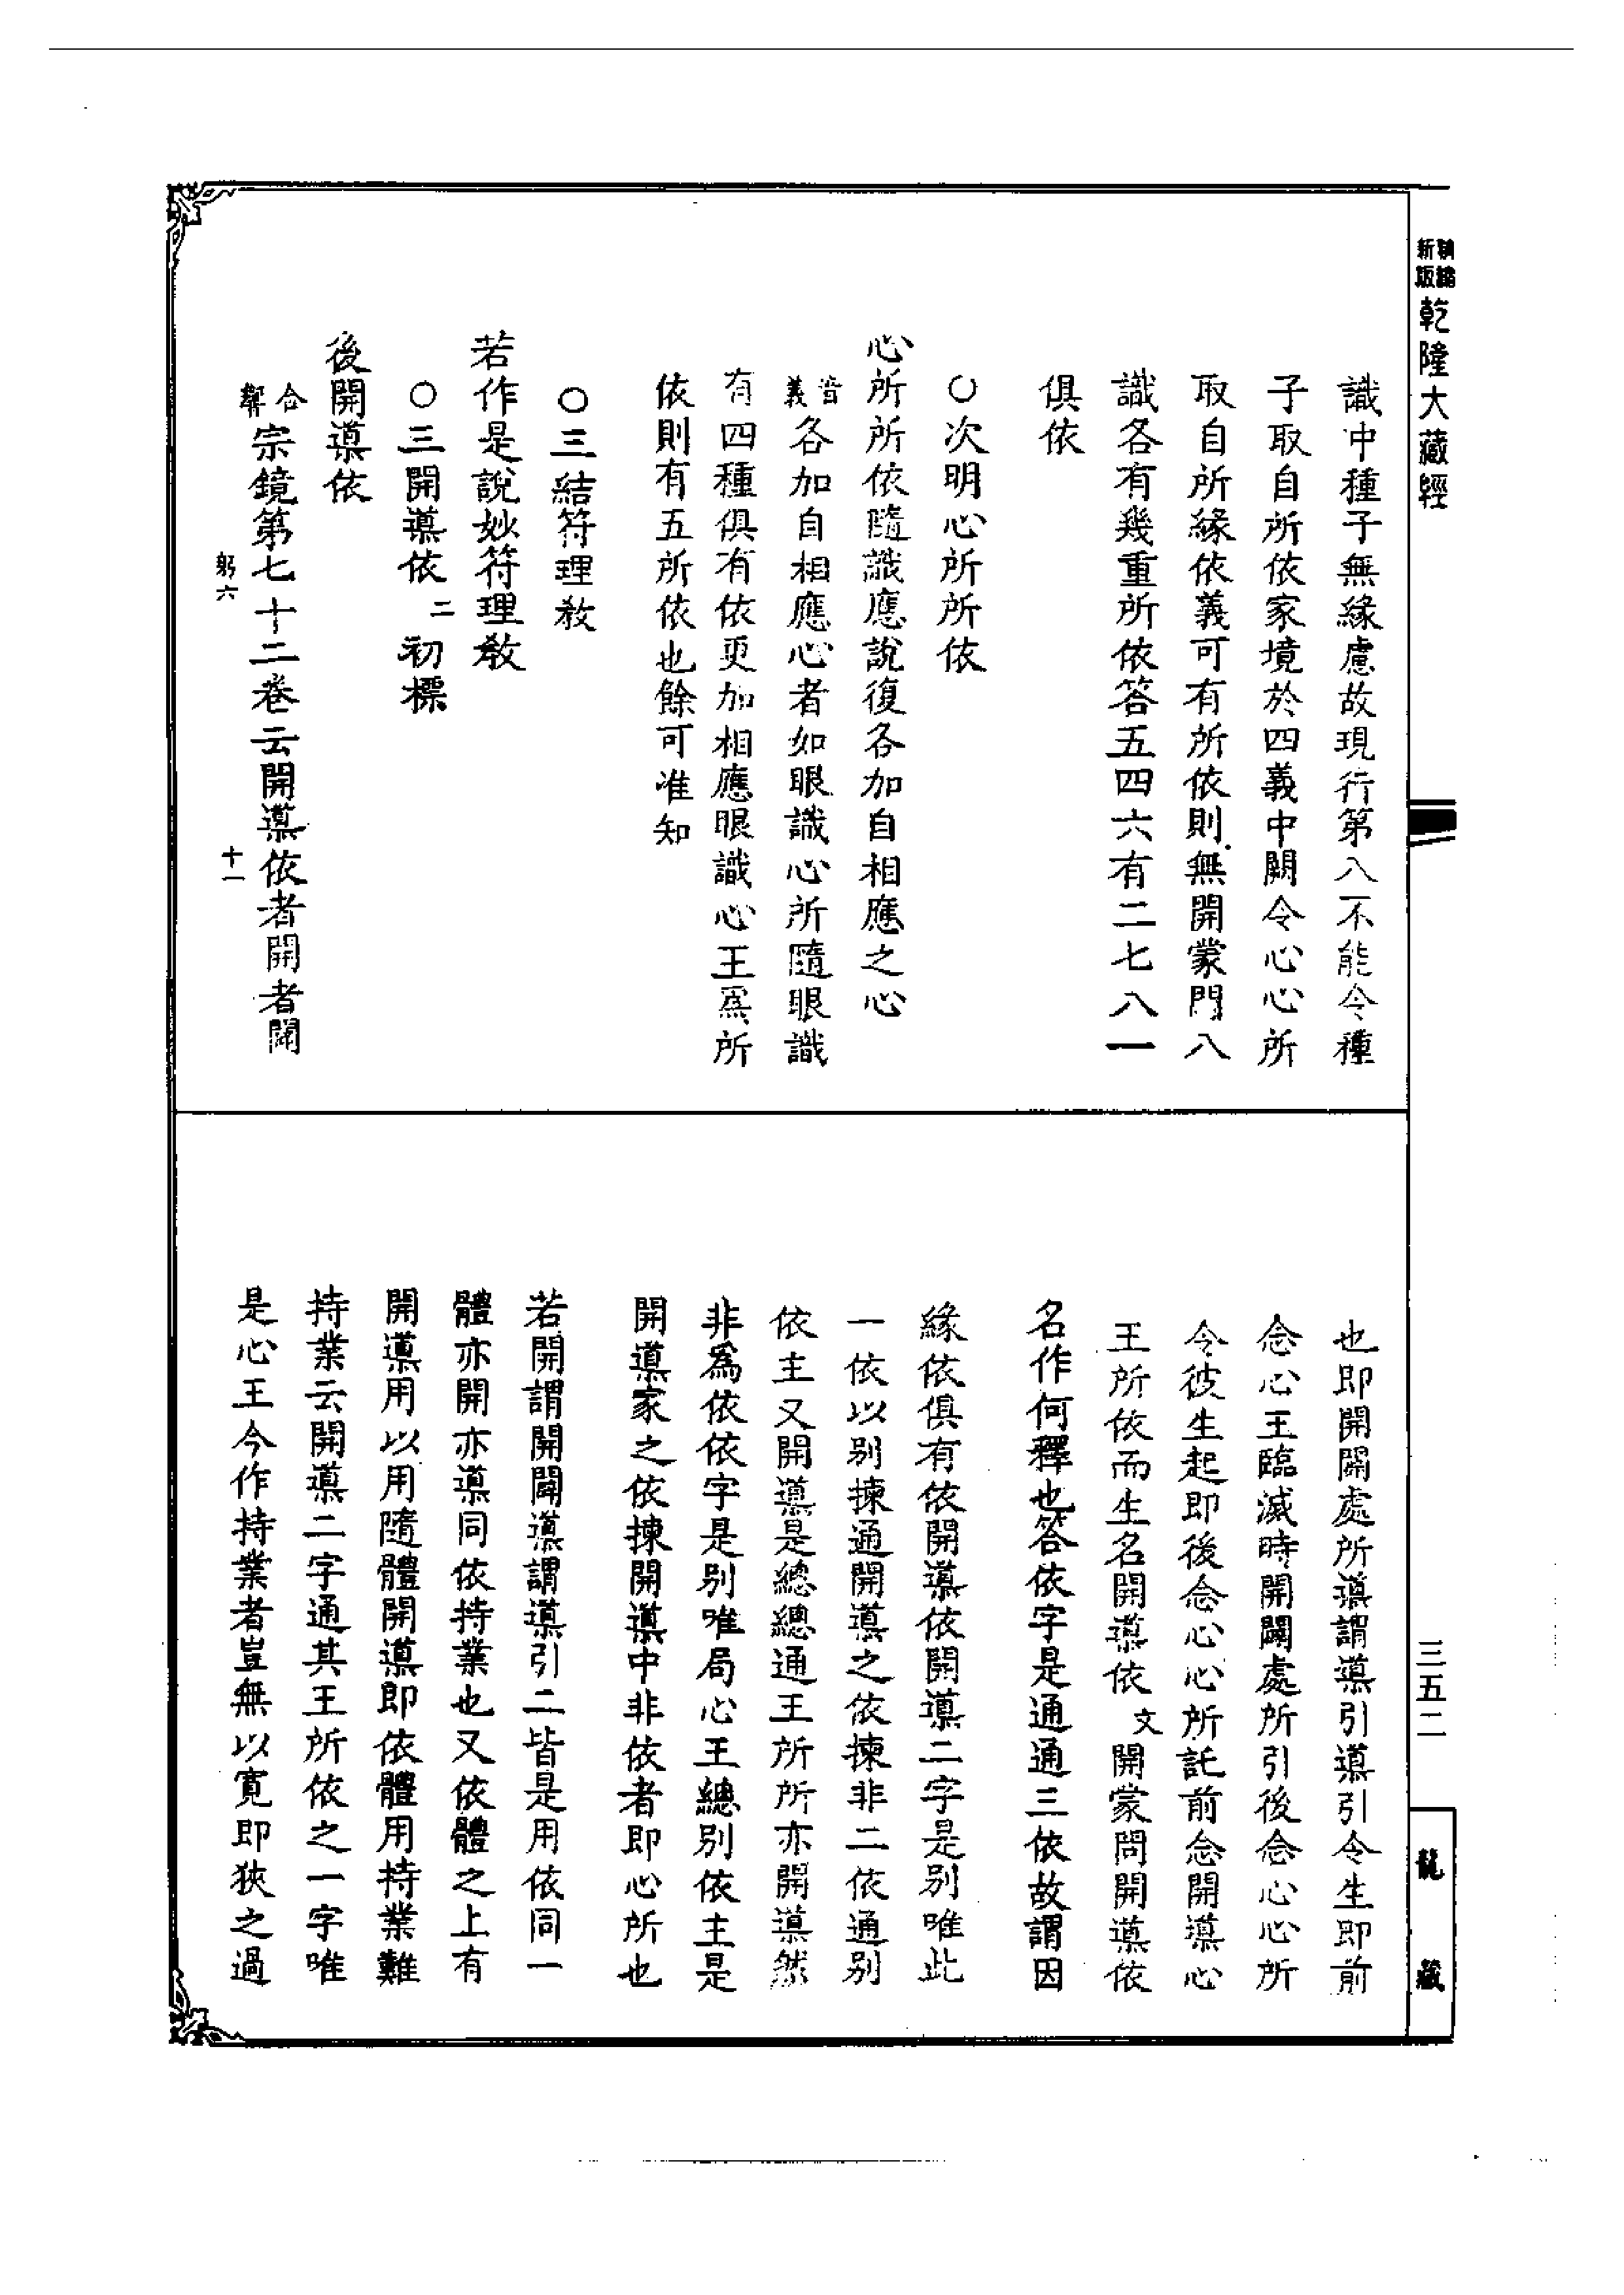 精縮新版乾隆大藏經
三五二
龍藏
識中種子無緣慮故現行第八不能令種
子取自所依家境於四義中闕令心心所
取自所緣依義可有所依則無開蒙門八
識各有幾重所依答五四六有二七八一
俱依
○次明心所所依
心所所依隨識應說復各加自相應之心
音義各加自相應心者如眼識心所隨眼識
有四種俱有依更加相應眼識心王爲所
依則有五所依也餘可准知
○三結符理教
若作是說妙符理教
○三開導依二初標
後開導依
合響宗鏡第七十二卷云開導依者開者闢
躬六
十一
也即開闢處所導謂導引導引令生即前
念心王臨滅時開闢處所引後念心心所
令彼生起即後念心心所託前念開導心
王所依而生名開導依文開蒙問開導依
名作何釋也答依字是通通三依故謂因
緣依俱有依開導依開導二字是別唯此
一依以別揀通開導之依揀非二依通別
依主又開導是總總通王所所亦開導然
非為依依字是別唯局心王總別依主是
開導家之依揀開導中非依者即心所也
若開謂開闢導謂導引二皆是用依同一
體亦開亦導同依持業也又依體之上有
開導用以用隨體開導即依體用持業難
持業云開導二字通其王所依之一字唯
是心王今作持業者豈無以寬即狹之過